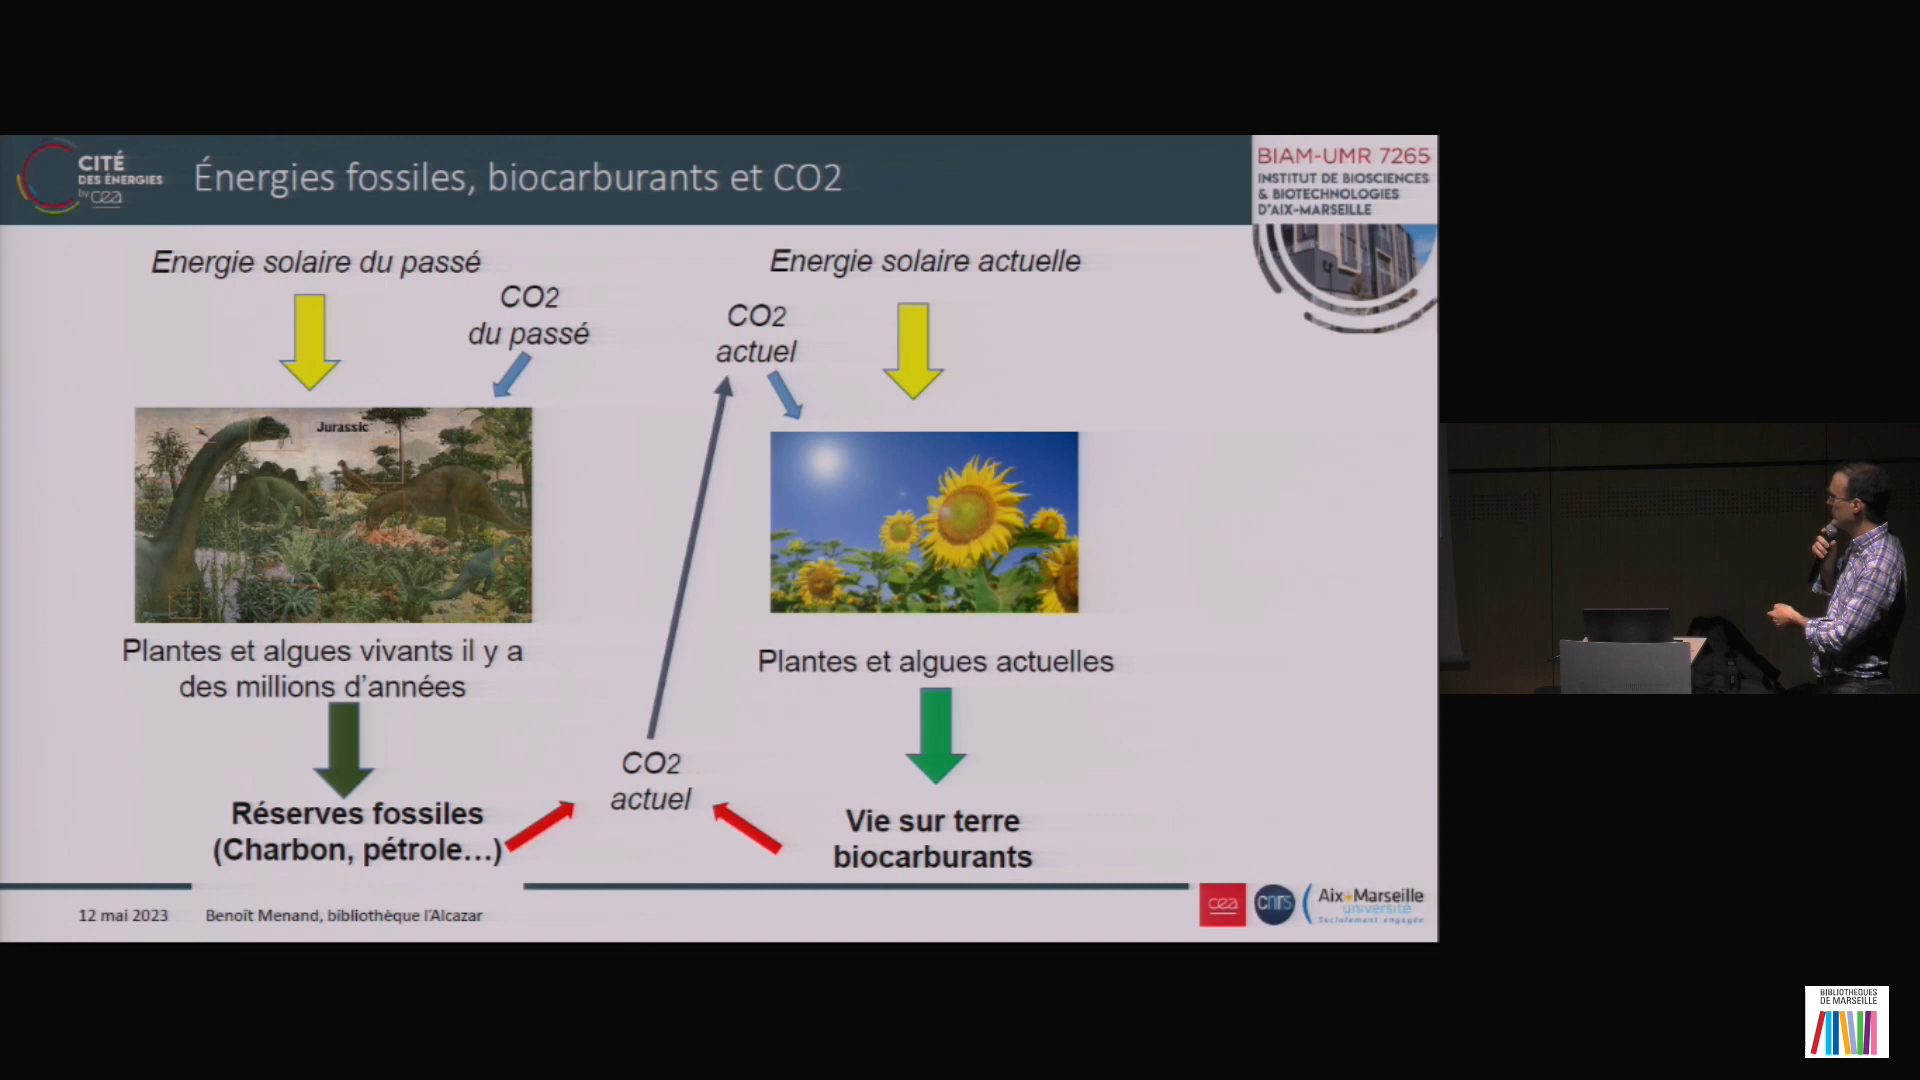 CITÉ
DES ÉNERGIES
by cea
Énergies fossiles, biocarburants et CO2
BIAM-UMR 7265
INSTITUT DE BIOSCIENCES
& BIOTECHNOLOGIES
D'AIX-MARSEILLE
Energie solaire du passé
CO2
du passé
Jurassic
Plantes et algues vivants il y a
des millions d'années
Réserves fossiles
(Charbon, pétrole...)
CO2
actuel
CO2
actuel
Energie solaire actuelle
Plantes et algues actuelles
Vie sur terre
biocarburants
12 mai 2023
Benoît Menand, bibliothèque l'Alcazar
cea
cnrs
Aix+Marseille
université
Socialement engagée
BIBLIOTHEQUES
DE MARSEILLE